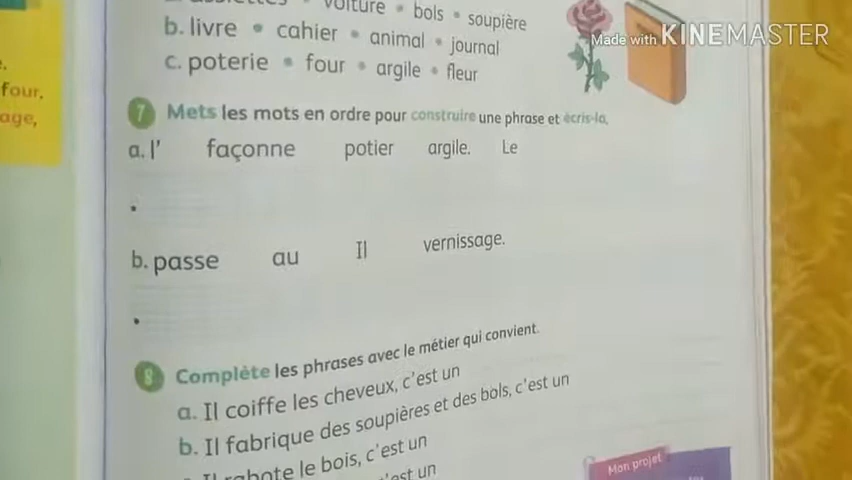 voiture • bols • soupière
b. livre • cahier • animal • journal
c. poterie • four • argile • fleur
Made with KINEMASTER
four.
age,
7 Mets les mots en ordre pour construire une phrase et écris-la.
a. l' façonne potier argile. Le
b. passe au Il vernissage.
8 Complète les phrases avec le métier qui convient.
a. Il coiffe les cheveux, c'est un
b. Il fabrique des soupières et des bols, c'est un
Il rabote le bois, c'est un
c'est un
Mon projet